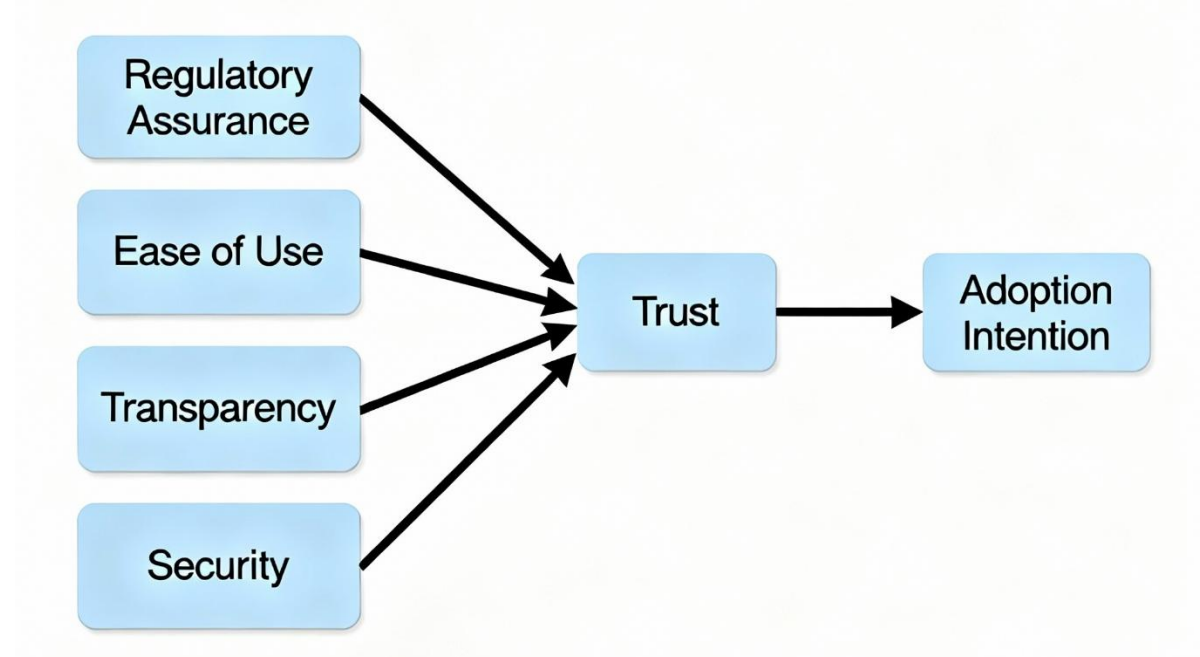 Regulatory
Assurance
Ease of Use
Transparency
Security
Trust
Adoption
Intention